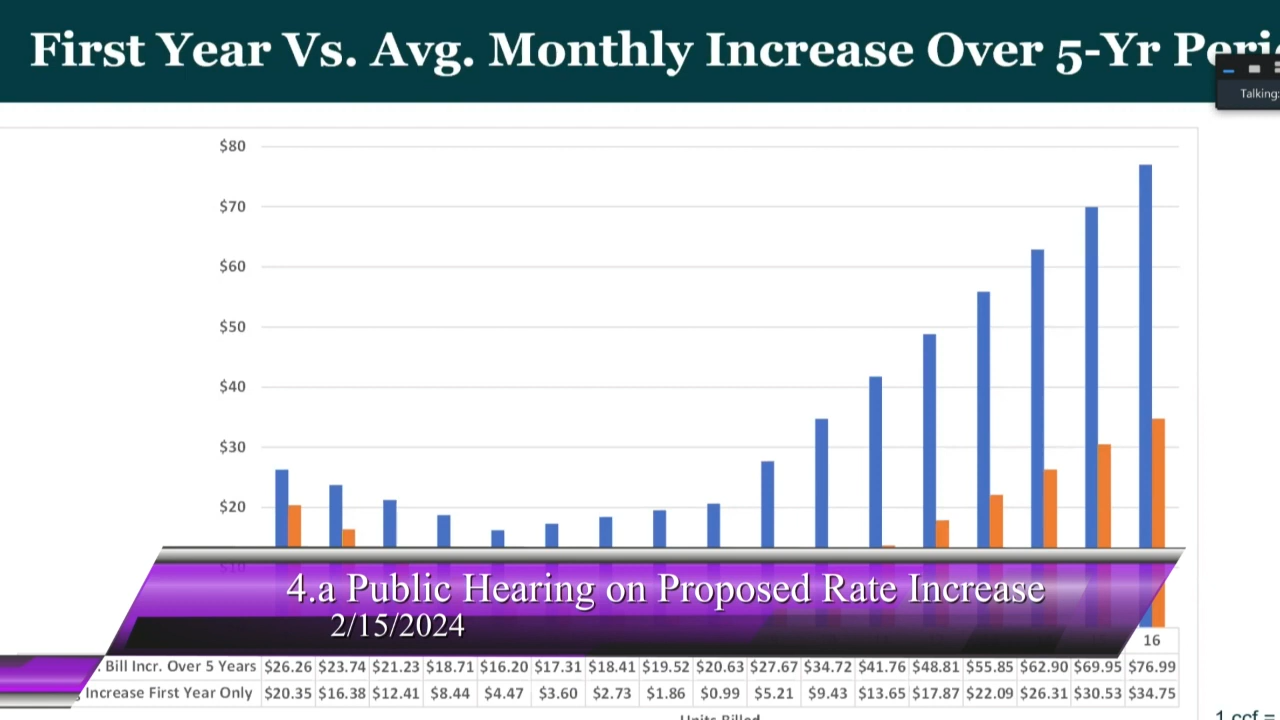 First Year Vs. Avg. Monthly Increase Over 5-Yr
Talking:
$80
$70
$60
$50
$40
$30
$20
$10
4.a Public Hearing on Proposed Rate Increase
2/15/2024
16
Bill Incr. Over 5 Years $26.26 $23.74 $21.23 $18.71 $16.20 $17.31 $18.41 $19.52 $20.63 $27.67 $34.72 $41.76 $48.81 $55.85 $62.90 $69.95 $76.99
Increase First Year Only $20.35 $16.38 $12.41 $8.44 $4.47 $3.60 $2.73 $1.86 $0.99 $5.21 $9.43 $13.65 $17.87 $22.09 $26.31 $30.53 $34.75
Units Billed
1 ccf =